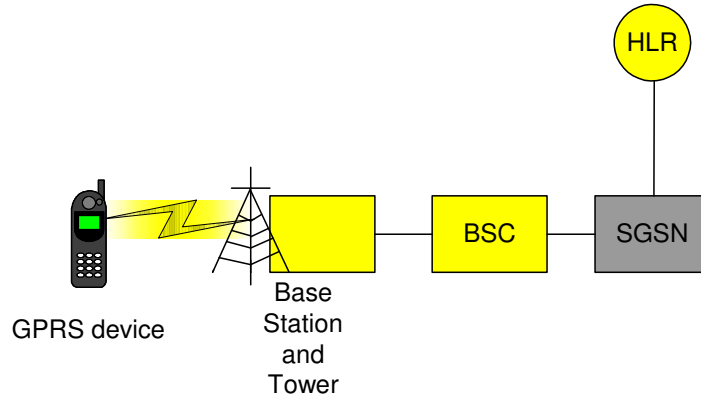 HLR
BSC
SGSN
GPRS device
Base
Station
and
Tower